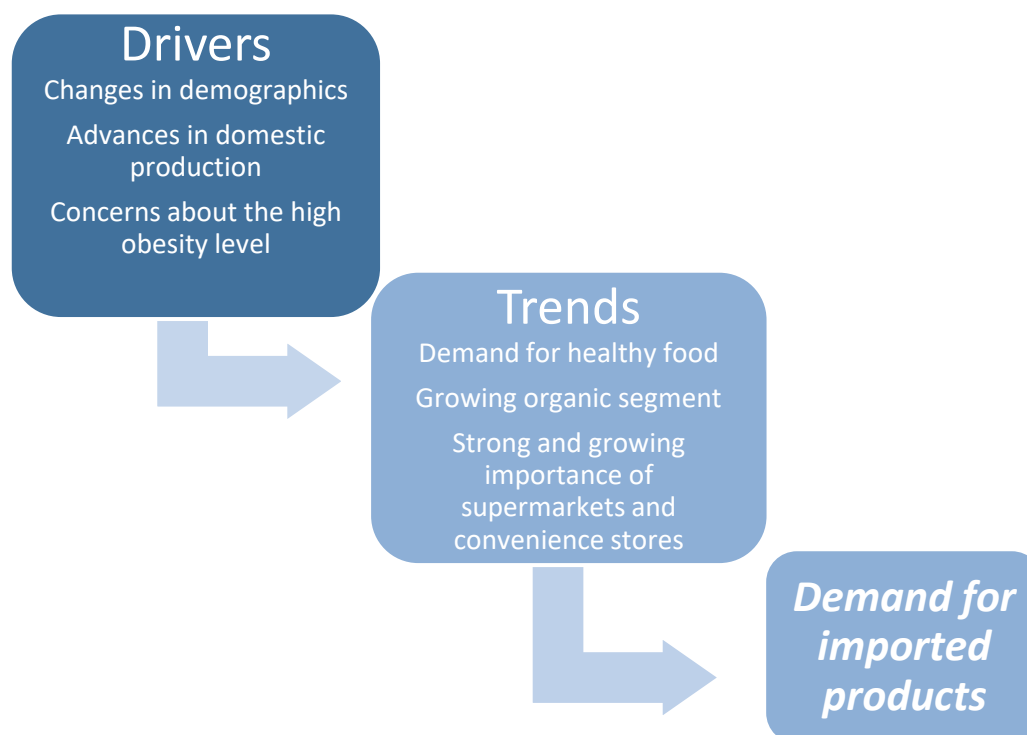 Drivers
Changes in demographics
Advances in domestic
production
Concerns about the high
obesity level
Trends
Demand for healthy food
Growing organic segment
Strong and growing
importance of
supermarkets and
convenience stores
Demand for
imported
products